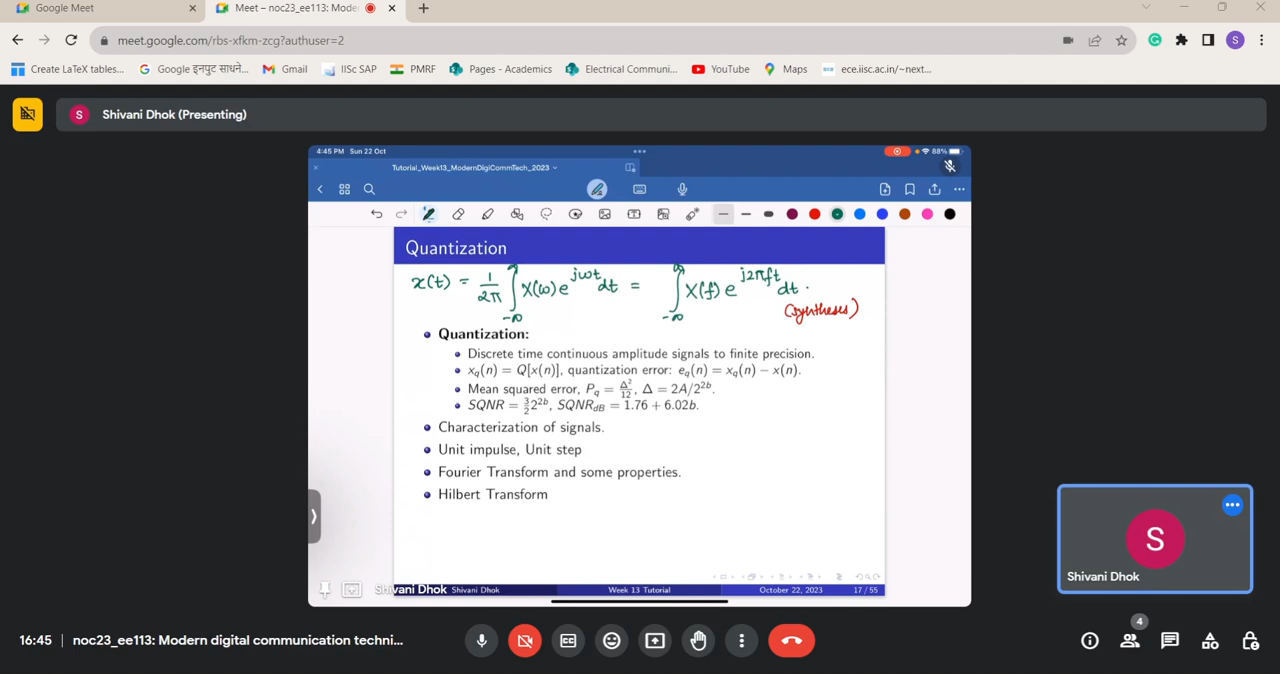 Google Meet
Meet – noc23_ee113: Mode
meet.google.com/rbs-xfkm-zcg?authuser=2
S
Create LaTeX tables...
Google इनपुट साधने...
Gmail
IISc SAP
PMRF
Pages - Academics
Electrical Communi...
YouTube
Maps
ece.iisc.ac.in/~next...
S Shivani Dhok (Presenting)
4:45 PM Sun 22 Oct
88%
Tutorial_Week13_ModernDigiCommTech_2023
Quantization
x(t) = 1/2π ∫_{-∞}^{∞} X(ω) e^{jωt} dt = ∫_{-∞}^{∞} X(f) e^{j2πft} dt.
(syntheses)
Quantization:
Discrete time continuous amplitude signals to finite precision.
x_q(n) = Q[x(n)], quantization error: e_q(n) = x_q(n) − x(n).
Mean squared error, P_q = Δ²/12, Δ = 2A/2^{2b}.
SQNR = 3/2 2^{2b}, SQNR_{dB} = 1.76 + 6.02b.
Characterization of signals.
Unit impulse, Unit step
Fourier Transform and some properties.
Hilbert Transform
Shivani Dhok
Shivani Dhok Week 13 Tutorial October 22, 2023 17 / 55
S
Shivani Dhok
16:45 | noc23_ee113: Modern digital communication techni...
4